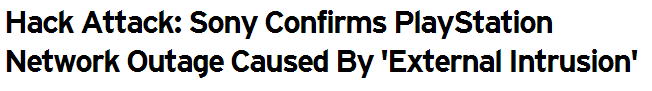 Hack Attack: Sony Confirms PlayStation
Network Outage Caused By 'External Intrusion'